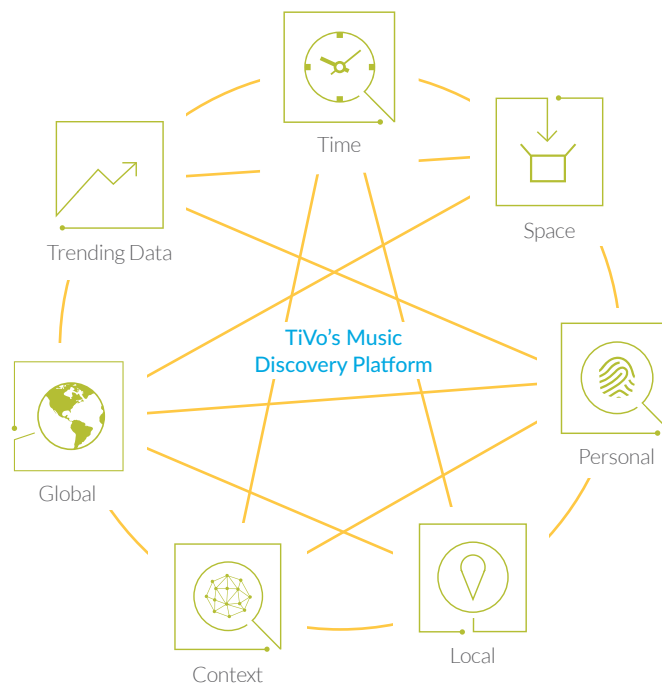 Time
Space
Trending Data
TiVo’s Music
Discovery Platform
Personal
Global
Local
Context